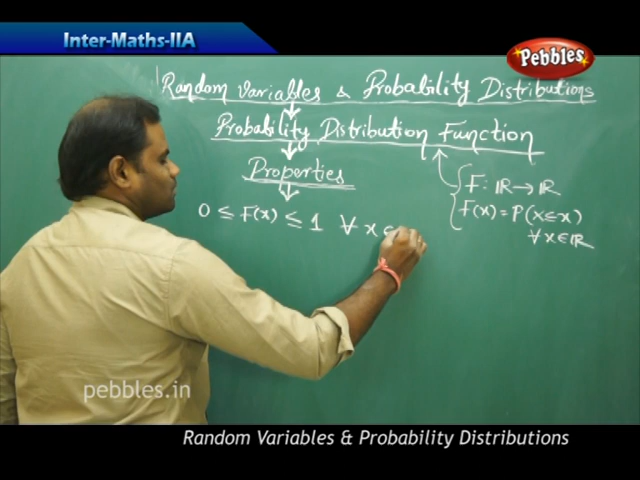 Inter-Maths-IIA
Pebbles
Random Variables & Probability Distributions
Probability Distribution Function
Properties
F: ℝ → ℝ
F(x) = P(x ≤ x)
∀ x ∈ ℝ
0 ≤ F(x) ≤ 1 ∀ x ∈
pebbles.in
Random Variables & Probability Distributions